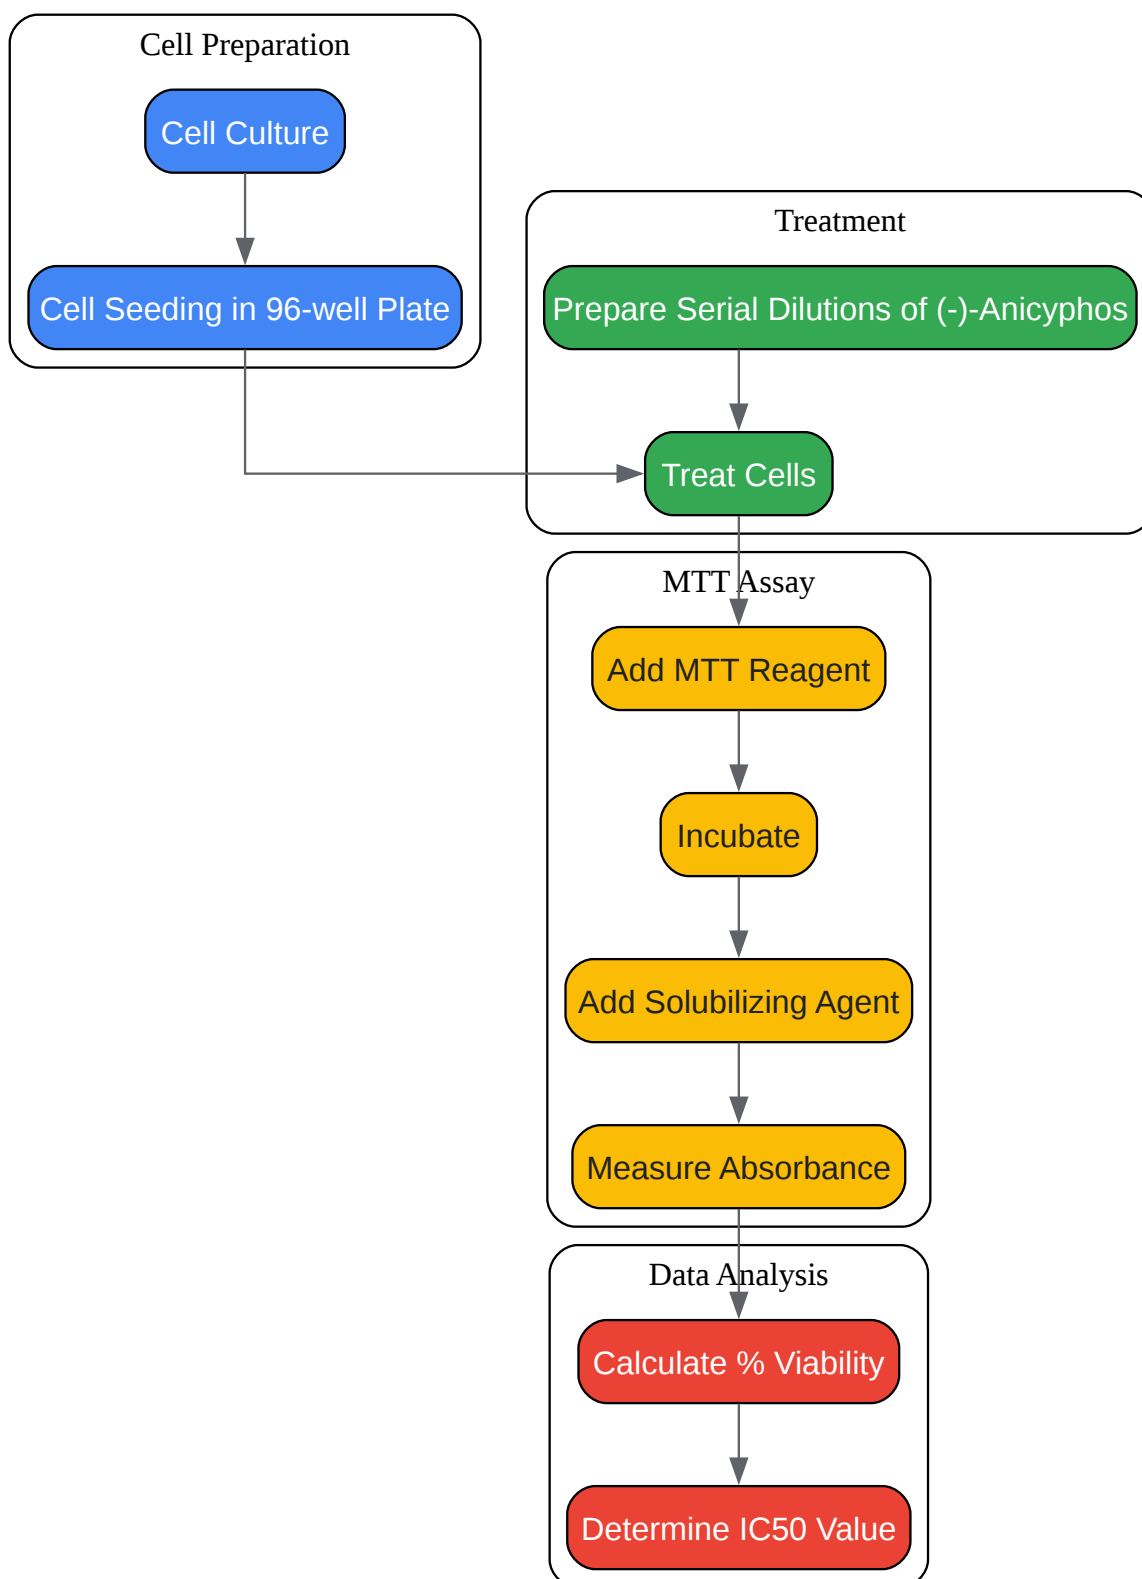 Cell Preparation
Cell Culture
Cell Seeding in 96-well Plate
Treatment
Prepare Serial Dilutions of (-)-Anicyphos
Treat Cells
MTT Assay
Add MTT Reagent
Incubate
Add Solubilizing Agent
Measure Absorbance
Data Analysis
Calculate % Viability
Determine IC50 Value